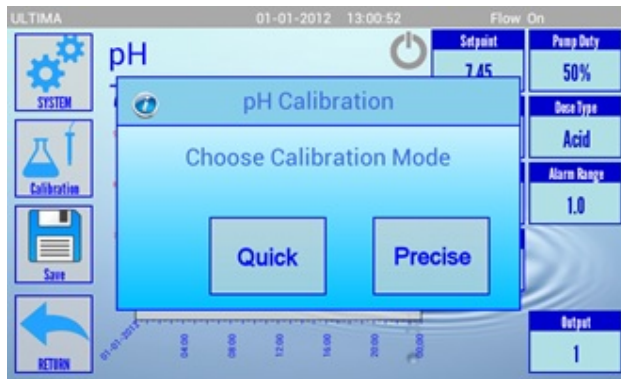 ULTIMA 01-01-2012 13:00:52 Flow On
SYSTEM
Calibration
Save
RETURN
pH
pH Calibration
Choose Calibration Mode
Quick Precise
Setpoint
7.45
Pump Duty
50%
Dose Type
Acid
Alarm Range
1.0
Output
1
01-01-2012 04:00 08:00 12:00 16:00 20:00 00:00